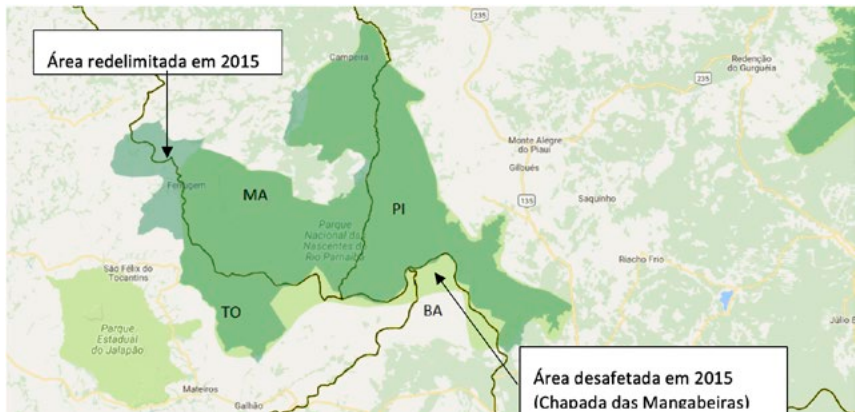 235
Área redelimitada em 2015
Campeira
Redenção
do Gurguéia
235
Monte Alegre
do Piauí
Gilbués
Ferrugem
MA
PI
135
Saquinho
Parque
Nacional das
Nascentes do
Rio Parnaíba
São Félix do
Tocantins
Riacho Frio
TO
BA
Júlio B
Parque
Estadual
do Jalapão
Mateiros
Galhão
Área desafetada em 2015
(Chapada das Mangabeiras)